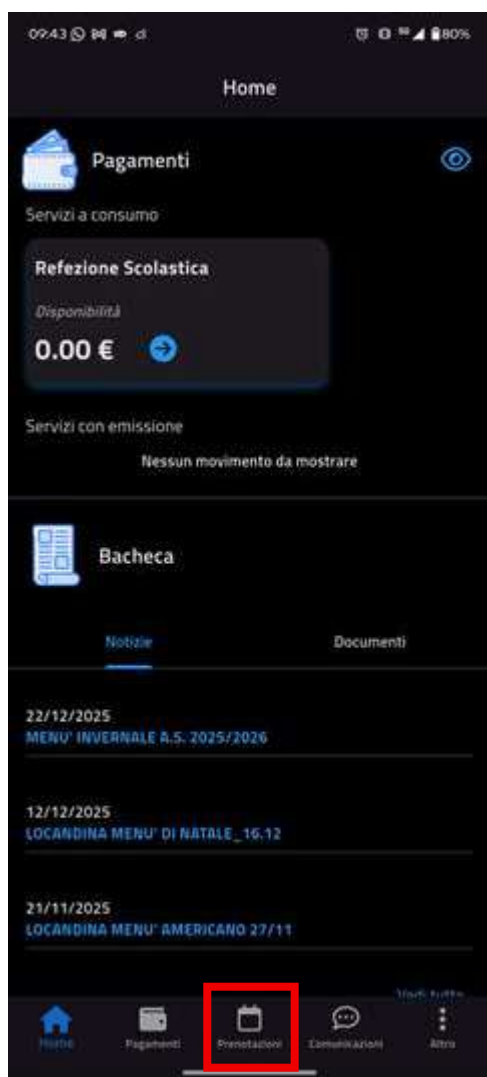 09:43
80%
Home
Pagamenti
Servizi a consumo
Refezione Scolastica
Disponibilità
0.00 €
Servizi con emissione
Nessun movimento da mostrare
Bacheca
Notizie Documenti
22/12/2025
MENU' INVERNALE A.S. 2025/2026
12/12/2025
LOCANDINA MENU' DI NATALE_16.12
21/11/2025
LOCANDINA MENU' AMERICANO 27/11
Vedi tutte
Home Pagamenti Prenotazioni Comunicazioni Altro